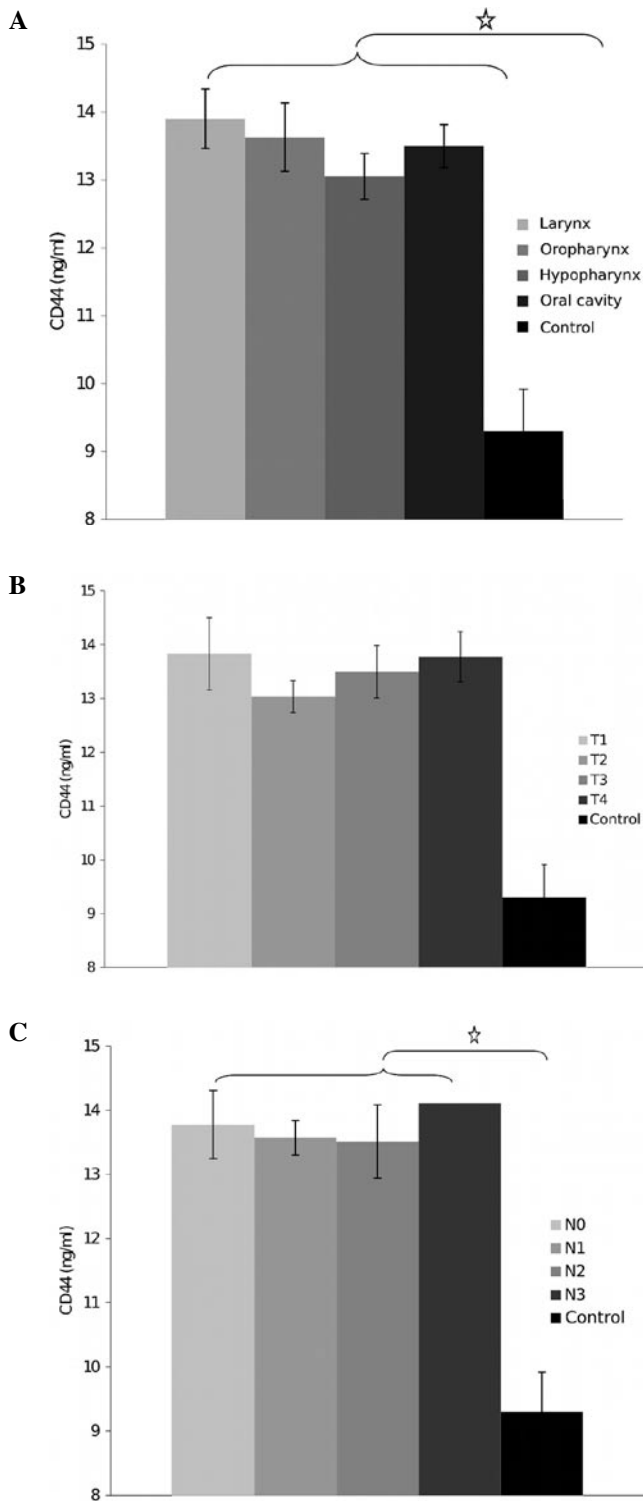 A
15
14
13
12
11
10
9
8
CD44 (ng/ml)
Larynx
Oropharynx
Hypopharynx
Oral cavity
Control
B
15
14
13
12
11
10
9
8
CD44 (ng/ml)
T1
T2
T3
T4
Control
C
15
14
13
12
11
10
9
8
CD44 (ng/ml)
N0
N1
N2
N3
Control